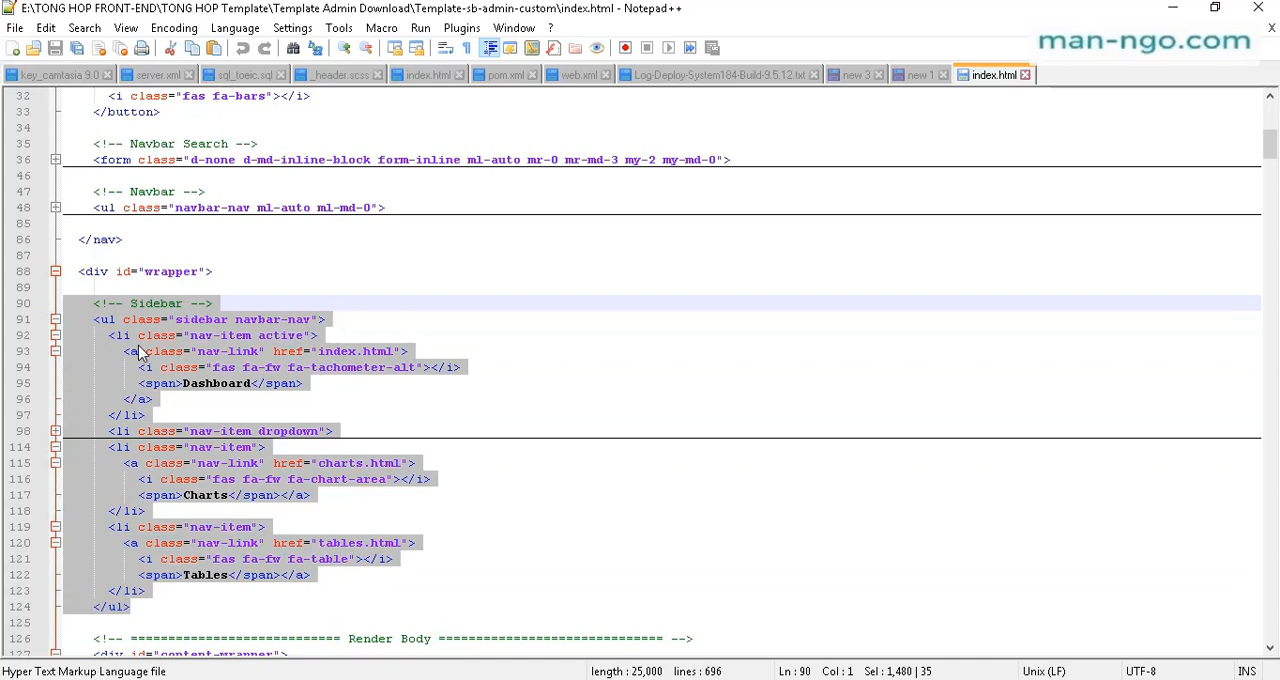 E:\TONG HOP FRONT-END\TONG HOP Template\Template Admin Download\Template-sb-admin-custom\index.html - Notepad++
File Edit Search View Encoding Language Settings Tools Macro Run Plugins Window ? X
man-ngo.com
key_camtasia 9.0 server.xml sql_toeic.sql _header.scss index.html pom.xml web.xml Log-Deploy-System184-Build-9.5.12.txt new 3 new 1 index.html
32 <i class="fas fa-bars"></i>
33 </button>
34
35 <!-- Navbar Search -->
36 <form class="d-none d-md-inline-block form-inline ml-auto mr-0 mr-md-3 my-2 my-md-0">
46
47 <!-- Navbar -->
48 <ul class="navbar-nav ml-auto ml-md-0">
85
86 </nav>
87
88 <div id="wrapper">
89
90 <!-- Sidebar -->
91 <ul class="sidebar navbar-nav">
92 <li class="nav-item active">
93 <a class="nav-link" href="index.html">
94 <i class="fas fa-fw fa-tachometer-alt"></i>
95 <span>Dashboard</span>
96 </a>
97 </li>
98 <li class="nav-item dropdown">
114 <li class="nav-item">
115 <a class="nav-link" href="charts.html">
116 <i class="fas fa-fw fa-chart-area"></i>
117 <span>Charts</span></a>
118 </li>
119 <li class="nav-item">
120 <a class="nav-link" href="tables.html">
121 <i class="fas fa-fw fa-table"></i>
122 <span>Tables</span></a>
123 </li>
124 </ul>
125
126 <!-- ============================ Render Body ============================== -->
127 <div id="content-wrapper">
Hyper Text Markup Language file length : 25,000 lines : 696 Ln : 90 Col : 1 Sel : 1,480 | 35 Unix (LF) UTF-8 INS